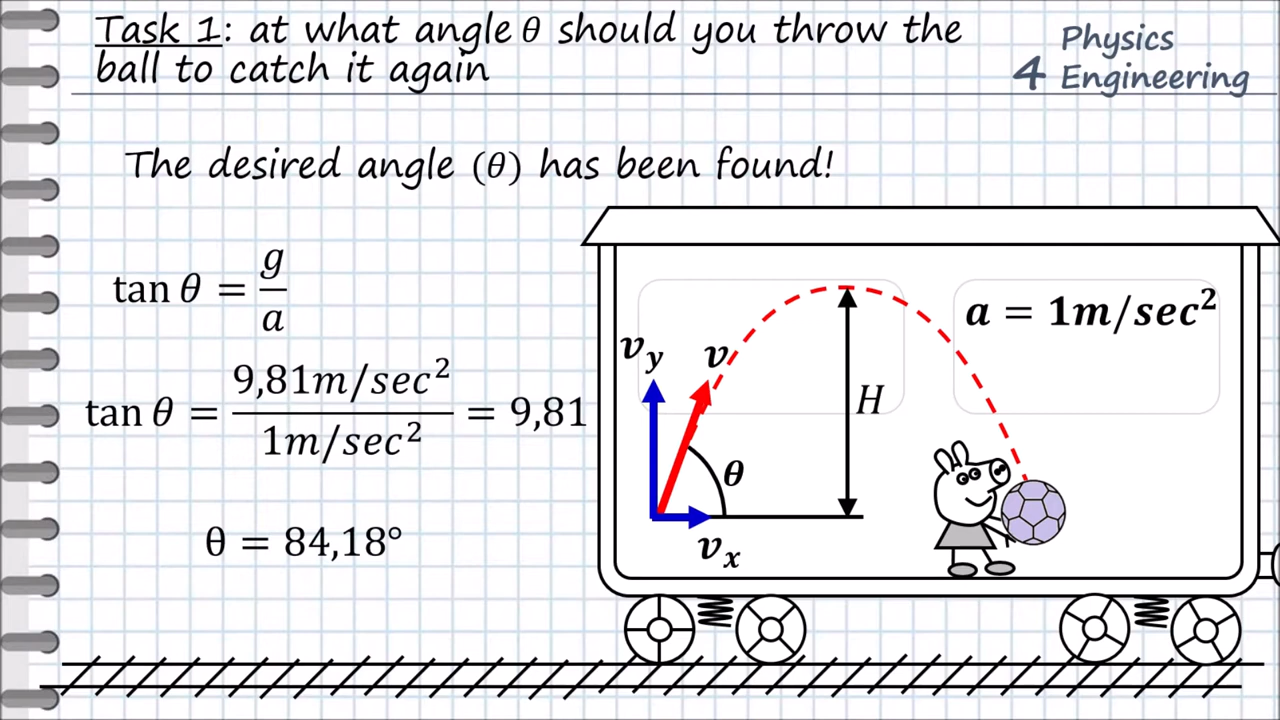 Task 1: at what angle θ should you throw the
ball to catch it again
Physics
4 Engineering
The desired angle (θ) has been found!
tan θ = g/a
tan θ = 9,81m/sec² / 1m/sec² = 9,81
θ = 84,18°
a = 1m/sec²
v_y
v
H
θ
v_x